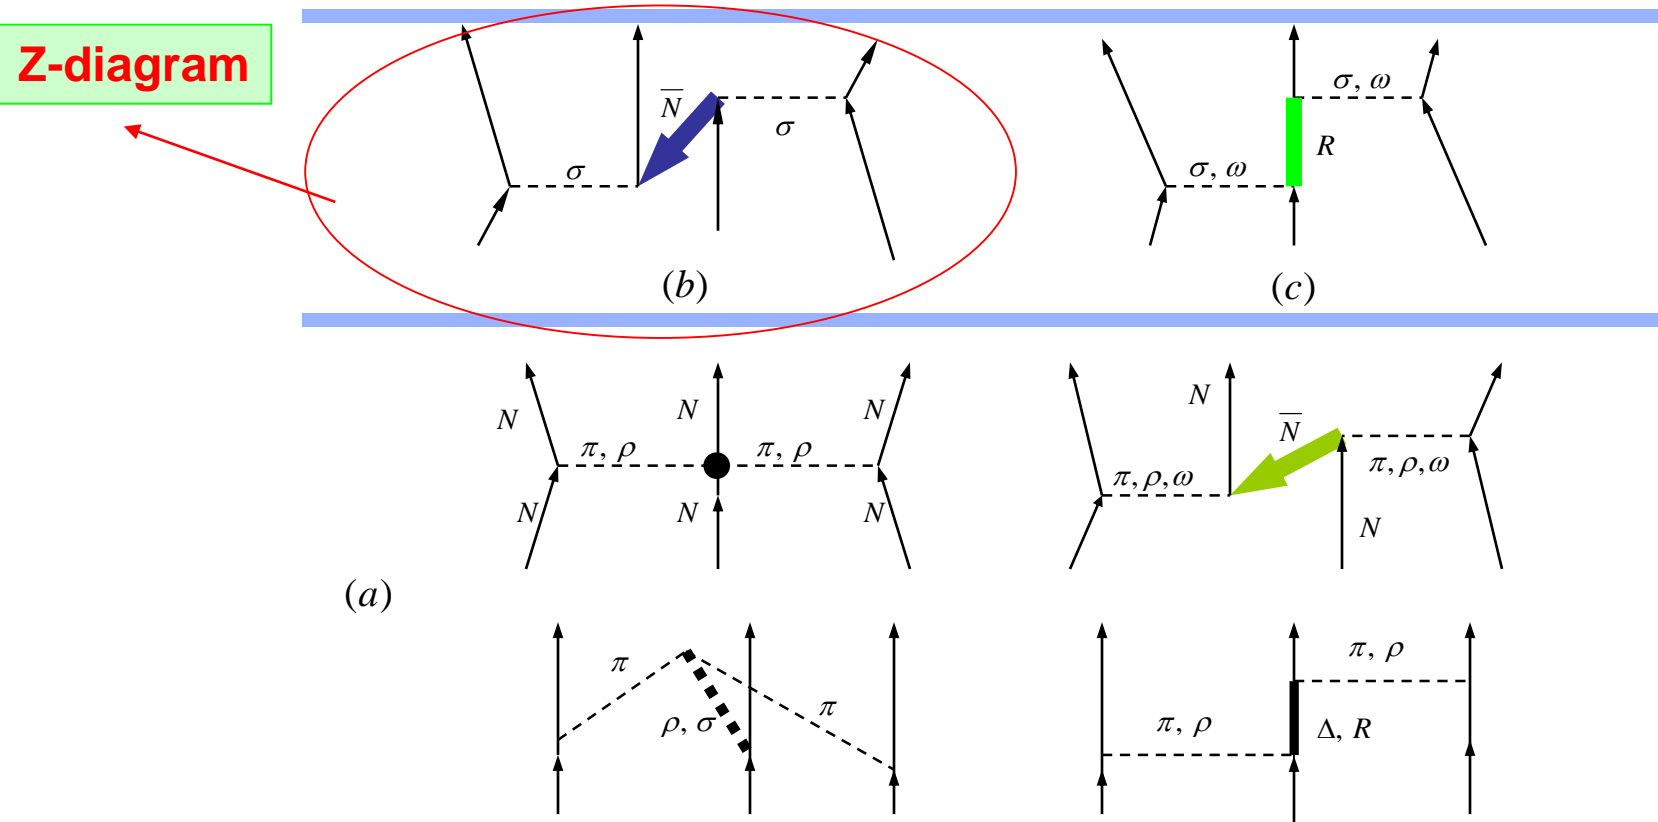 Z-diagram
N̅
σ
σ
(b)
σ, ω
R
σ, ω
(c)
N
N
N
π, ρ
π, ρ
N
N
N
N
N̅
π, ρ, ω
π, ρ, ω
N
(a)
π
ρ, σ
π
π, ρ
π, ρ
Δ, R